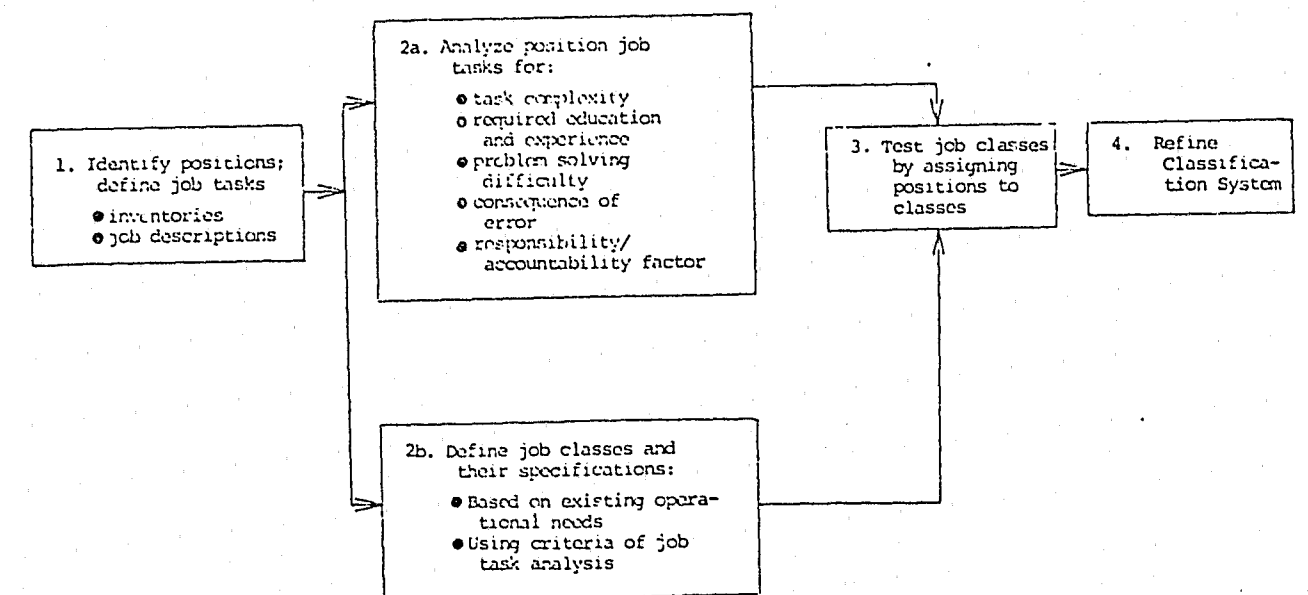 1. Identify positions;
define job tasks
● inventories
● job descriptions
2a. Analyze position job
tasks for:
● task complexity
● required education
and experience
● problem solving
difficulty
● consequence of
error
● responsibility/
accountability factor
2b. Define job classes and
their specifications:
● Based on existing opera-
tional needs
● Using criteria of job
task analysis
3. Test job classes
by assigning
positions to
classes
4. Refine
Classifica-
tion System